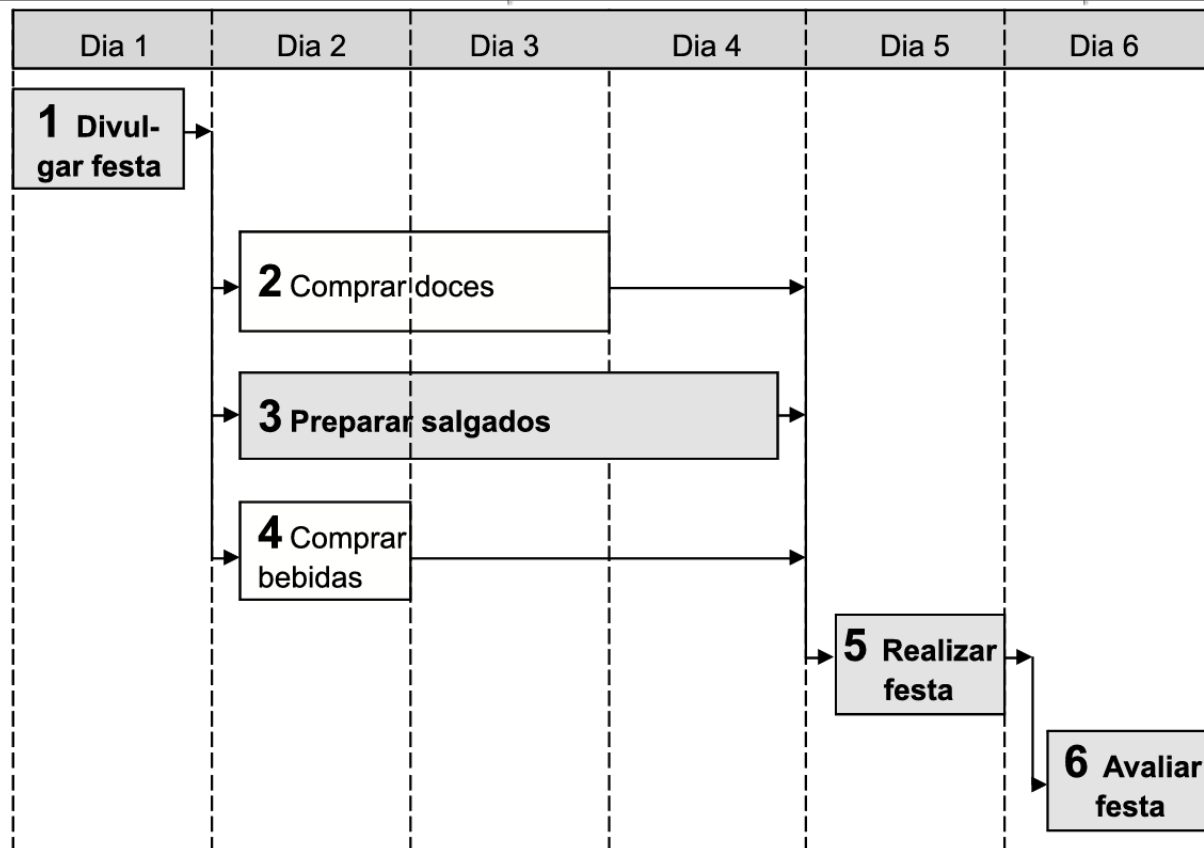 Dia 1 Dia 2 Dia 3 Dia 4 Dia 5 Dia 6
1 Divul-
gar festa
2 Comprar doces
3 Preparar salgados
4 Comprar
bebidas
5 Realizar
festa
6 Avaliar
festa